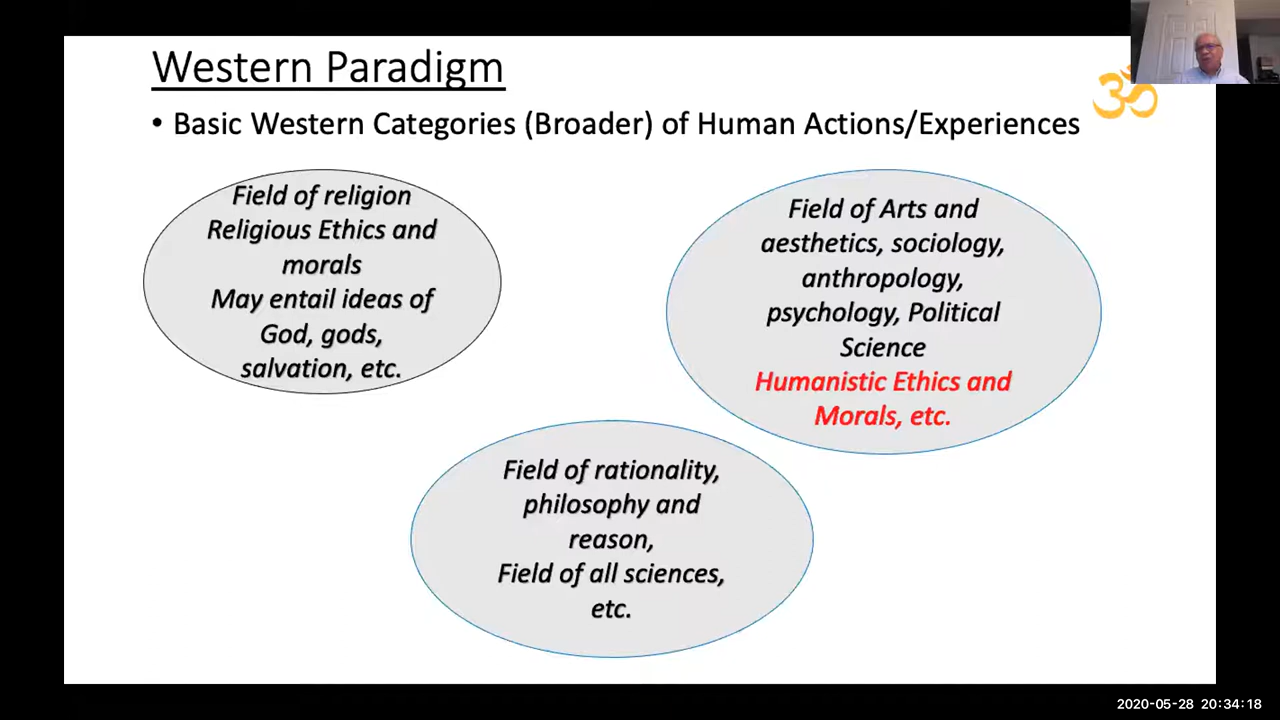 Western Paradigm
• Basic Western Categories (Broader) of Human Actions/Experiences
ॐ
Field of religion
Religious Ethics and
morals
May entail ideas of
God, gods,
salvation, etc.
Field of Arts and
aesthetics, sociology,
anthropology,
psychology, Political
Science
Humanistic Ethics and
Morals, etc.
Field of rationality,
philosophy and
reason,
Field of all sciences,
etc.
2020-05-28 20:34:18